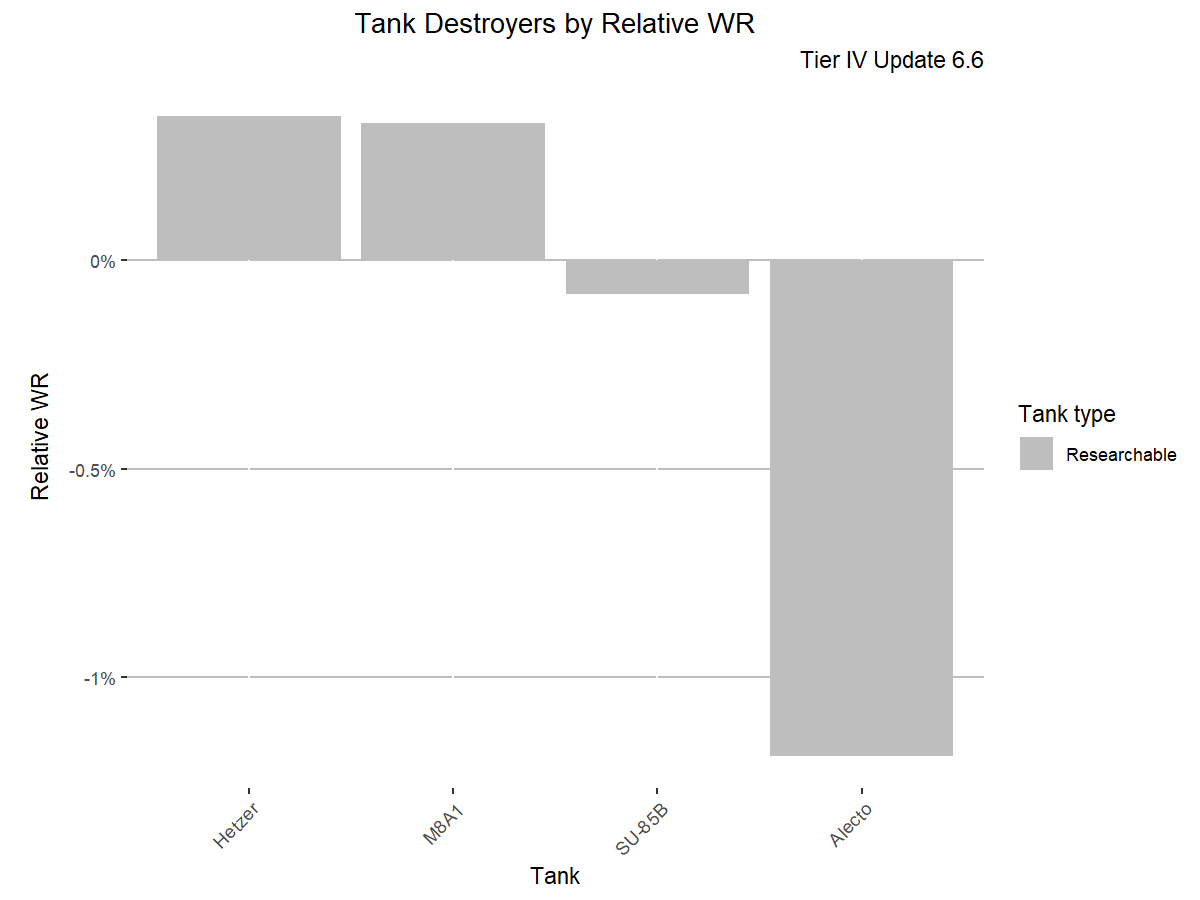 Tank Destroyers by Relative WR
Tier IV Update 6.6
0%
-0.5%
-1%
Relative WR
Hetzer
M8A1
SU-85B
Alecto
Tank
Tank type
Researchable